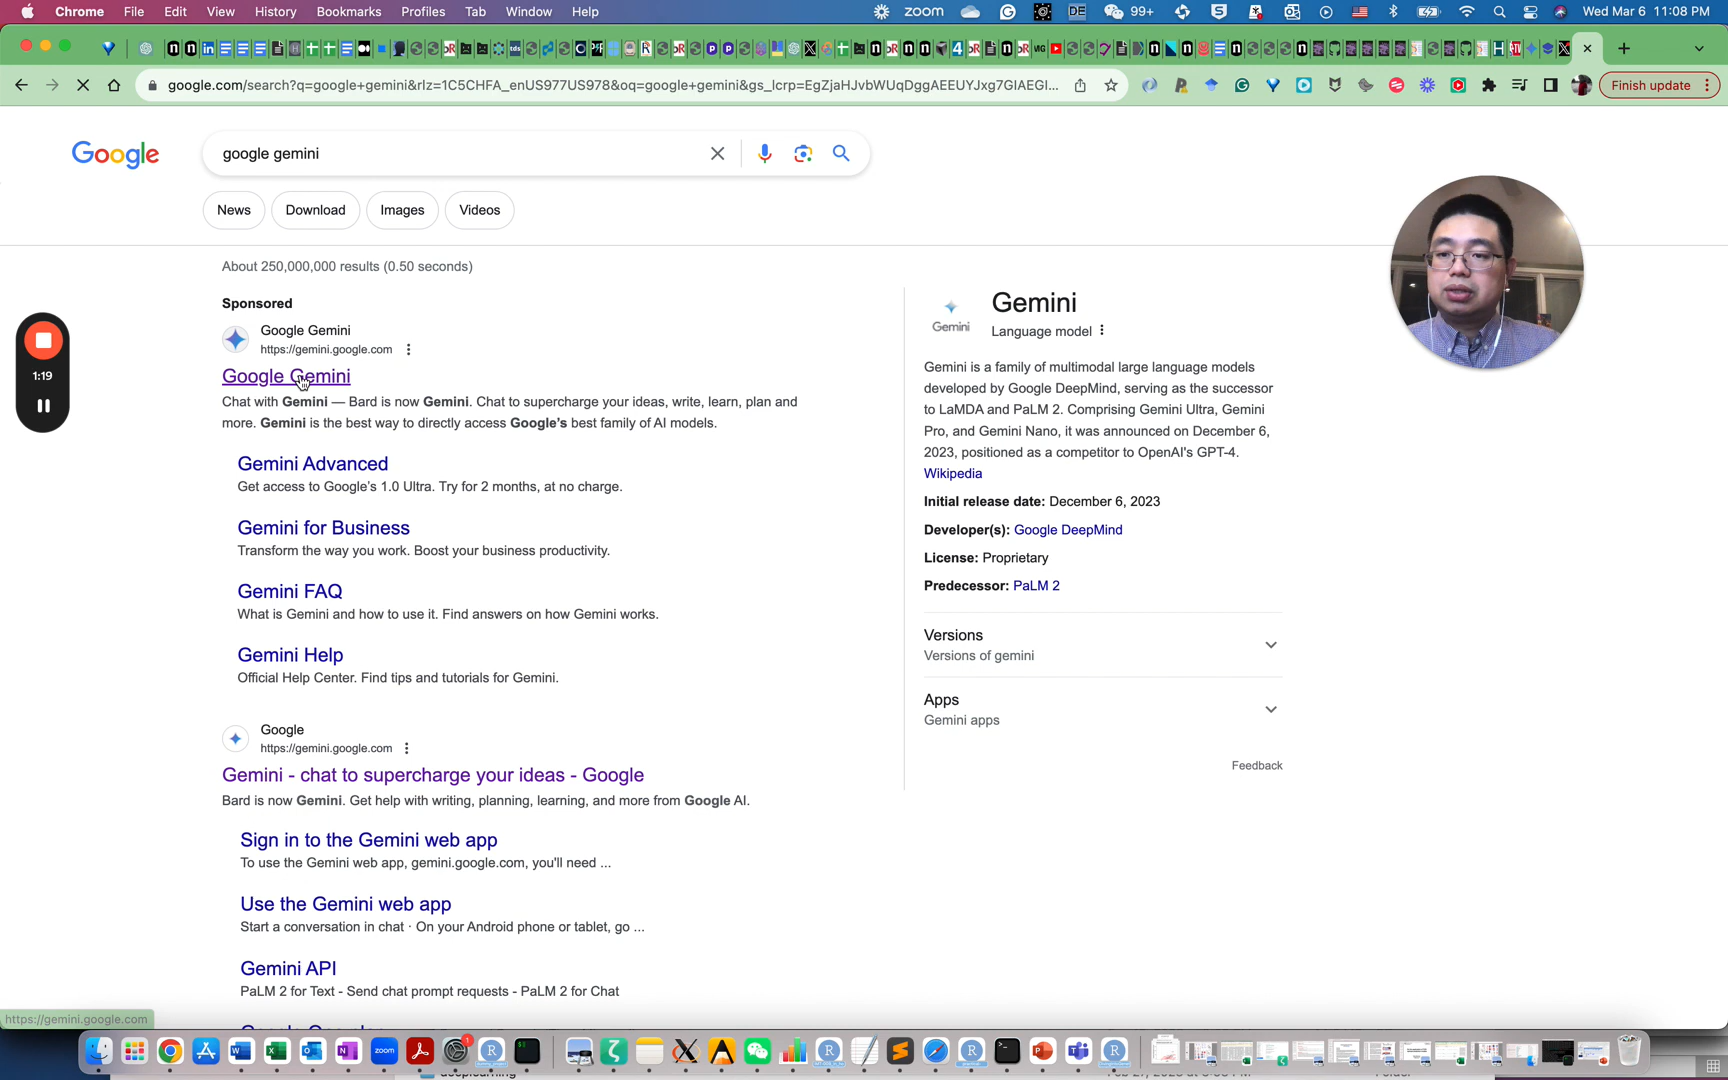 Chrome File Edit View History Bookmarks Profiles Tab Window Help zoom DE 99+ Wed Mar 6 11:08 PM
google.com/search?q=google+gemini&rlz=1C5CHFA_enUS977US978&oq=google+gemini&gs_lcrp=EgZjaHJvbWUqDggAEEUYJxg7GIAEGI... Finish update
Google google gemini
News Download Images Videos
About 250,000,000 results (0.50 seconds)
Sponsored
Google Gemini
https://gemini.google.com
Google Gemini
Chat with Gemini — Bard is now Gemini. Chat to supercharge your ideas, write, learn, plan and
more. Gemini is the best way to directly access Google's best family of AI models.
Gemini Advanced
Get access to Google's 1.0 Ultra. Try for 2 months, at no charge.
Gemini for Business
Transform the way you work. Boost your business productivity.
Gemini FAQ
What is Gemini and how to use it. Find answers on how Gemini works.
Gemini Help
Official Help Center. Find tips and tutorials for Gemini.
Google
https://gemini.google.com
Gemini - chat to supercharge your ideas - Google
Bard is now Gemini. Get help with writing, planning, learning, and more from Google AI.
Sign in to the Gemini web app
To use the Gemini web app, gemini.google.com, you'll need ...
Use the Gemini web app
Start a conversation in chat · On your Android phone or tablet, go ...
Gemini API
PaLM 2 for Text - Send chat prompt requests - PaLM 2 for Chat
Gemini
Gemini
Language model
Gemini is a family of multimodal large language models
developed by Google DeepMind, serving as the successor
to LaMDA and PaLM 2. Comprising Gemini Ultra, Gemini
Pro, and Gemini Nano, it was announced on December 6,
2023, positioned as a competitor to OpenAI's GPT-4.
Wikipedia
Initial release date: December 6, 2023
Developer(s): Google DeepMind
License: Proprietary
Predecessor: PaLM 2
Versions
Versions of gemini
Apps
Gemini apps
Feedback
1:19
https://gemini.google.com
zoom